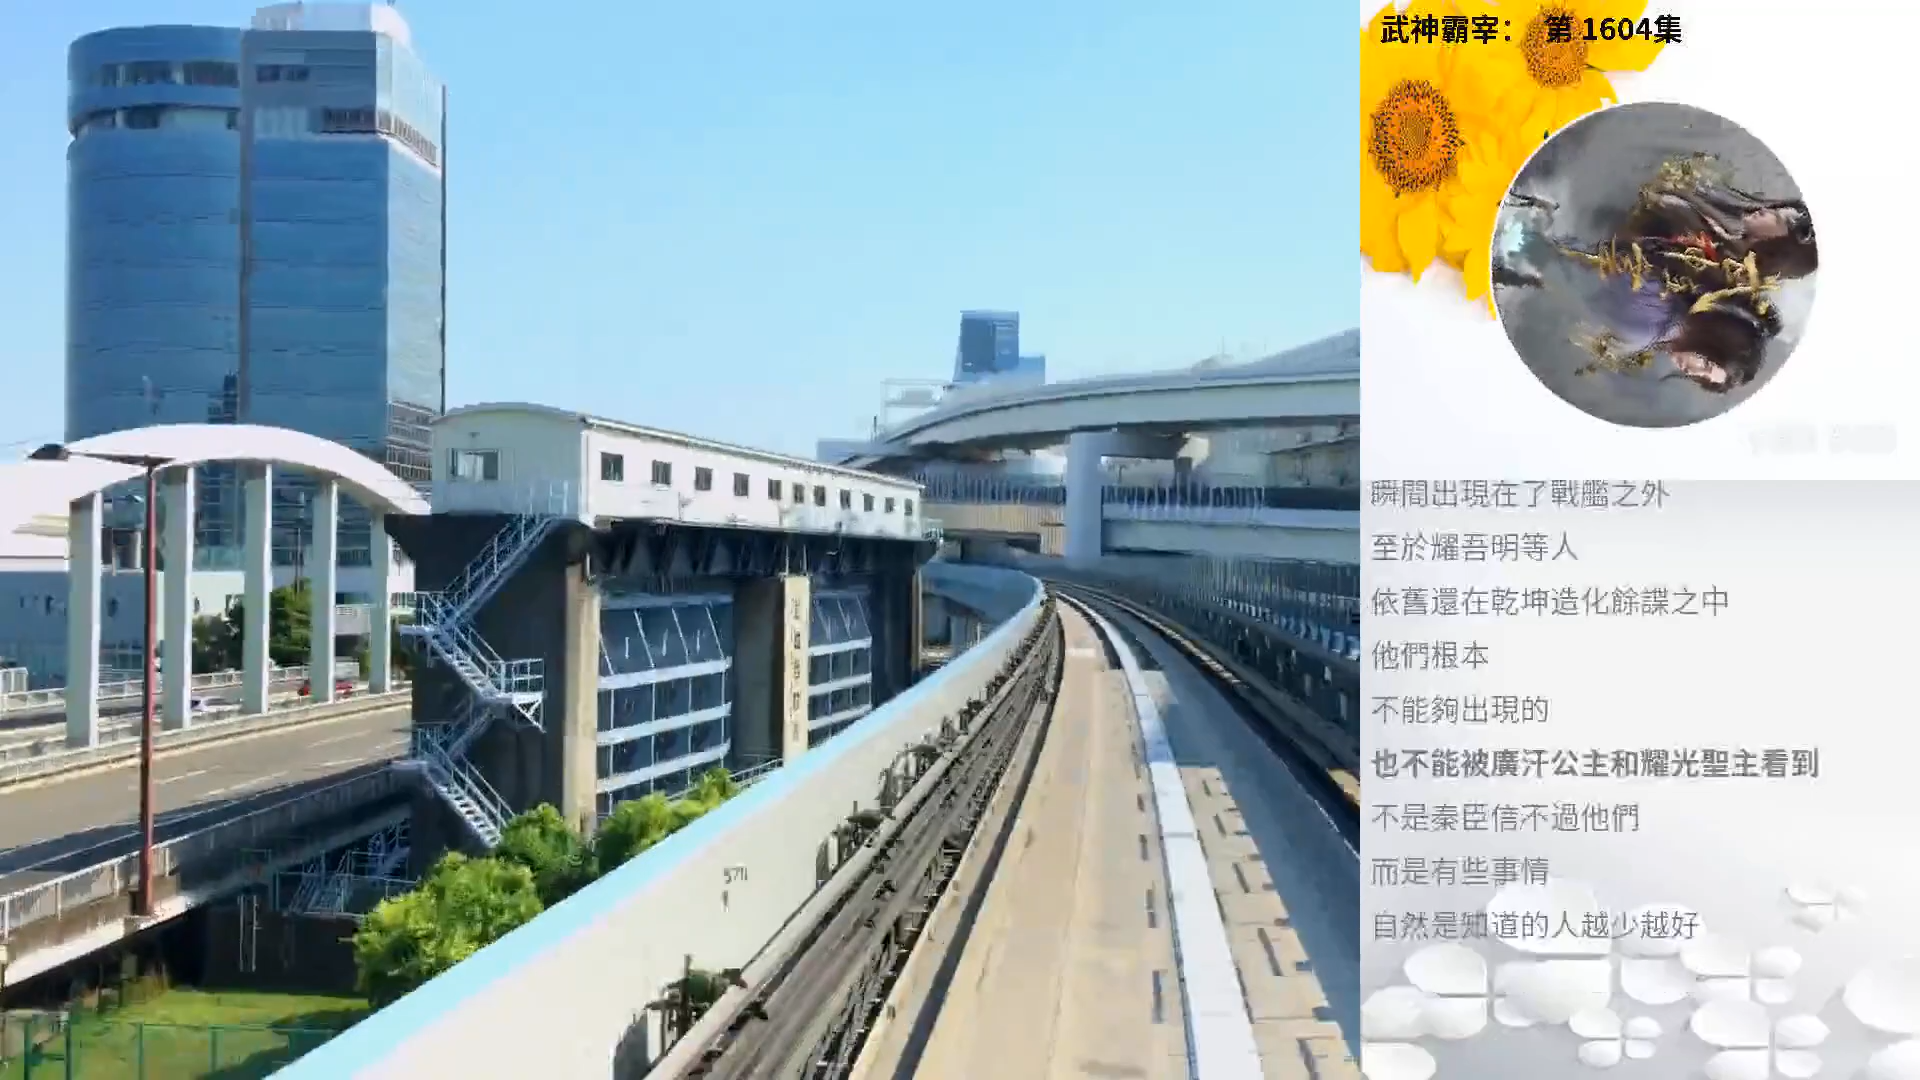 武神霸宰： 第 1604集
瞬間出現在了戰艦之外
至於耀吾明等人
依舊還在乾坤造化餘諜之中
他們根本
不能夠出現的
也不能被廣汗公主和耀光聖主看到
不是秦臣信不過他們
而是有些事情
自然是知道的人越少越好